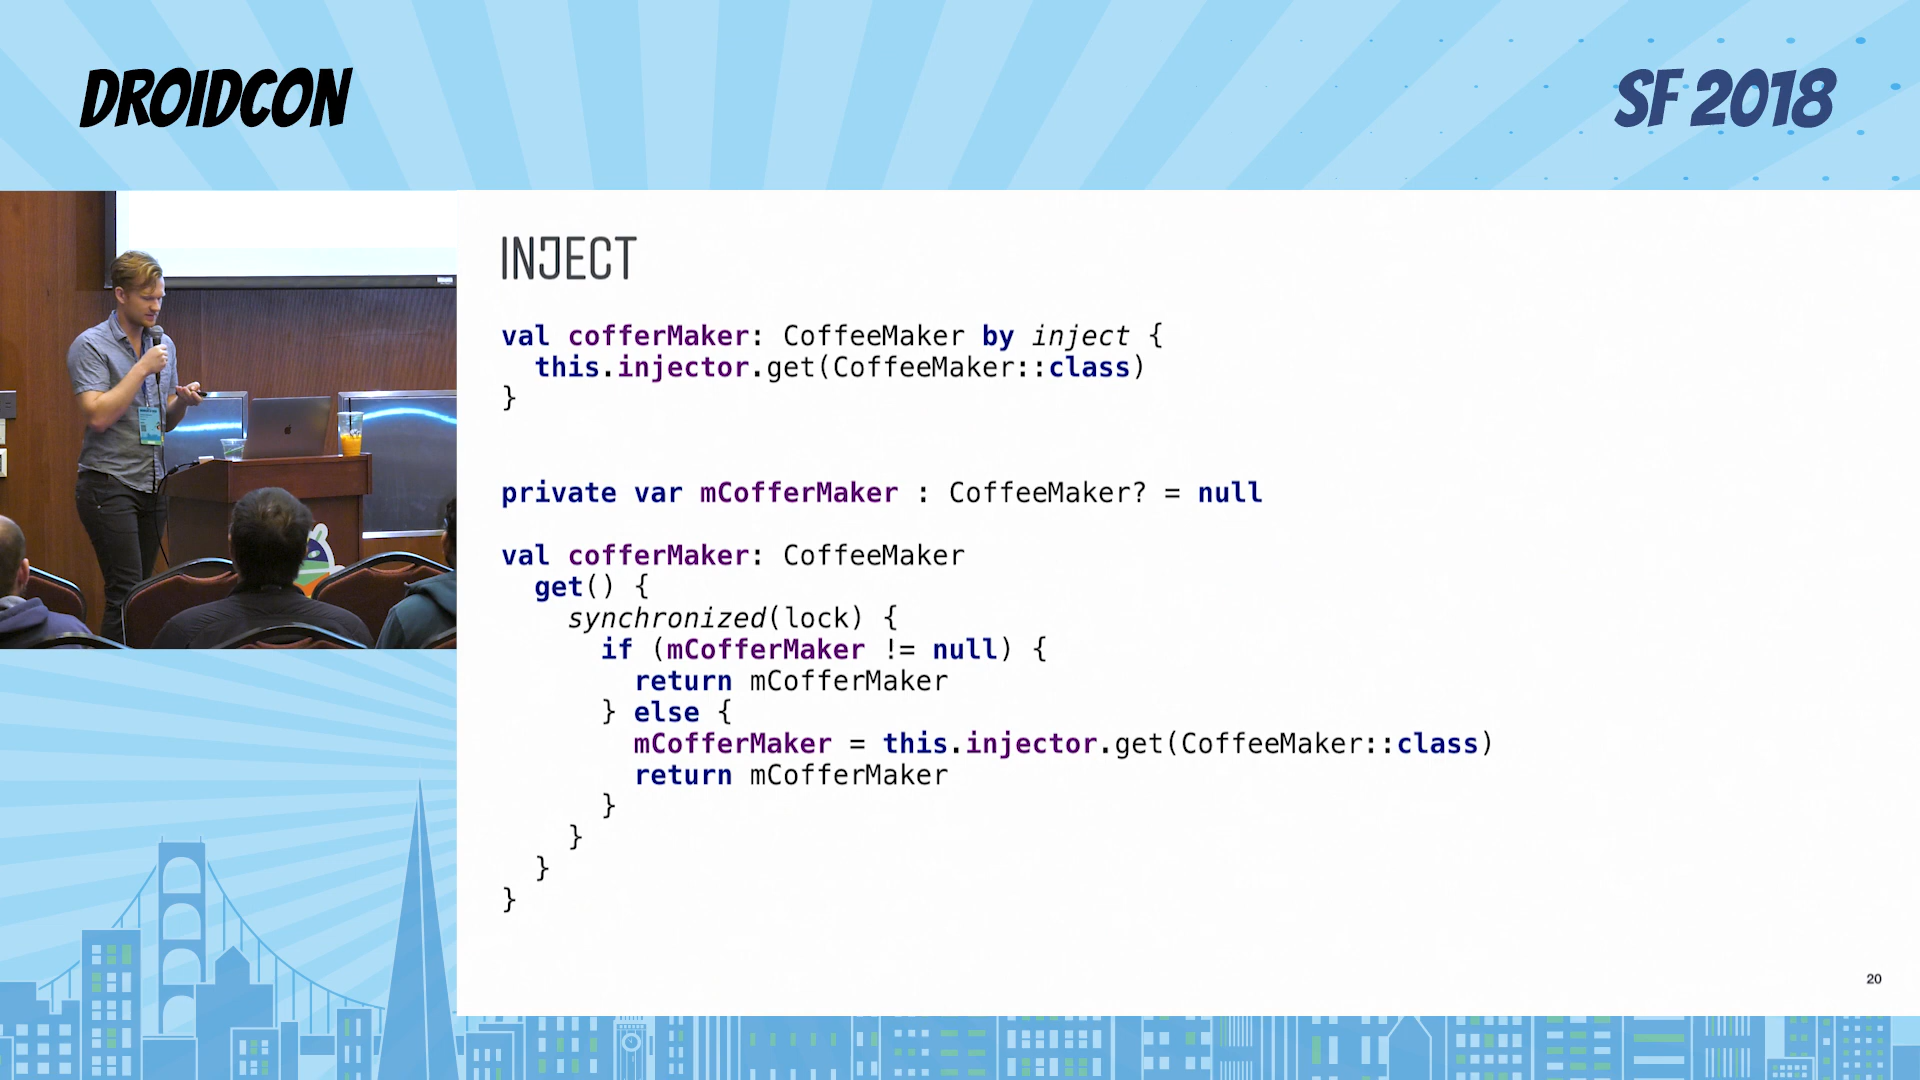 DROIDCON
SF 2018
INJECT
val cofferMaker: CoffeeMaker by inject {
  this.injector.get(CoffeeMaker::class)
}
private var mCofferMaker : CoffeeMaker? = null
val cofferMaker: CoffeeMaker
  get() {
    synchronized(lock) {
      if (mCofferMaker != null) {
        return mCofferMaker
      } else {
        mCofferMaker = this.injector.get(CoffeeMaker::class)
        return mCofferMaker
      }
    }
  }
}
20